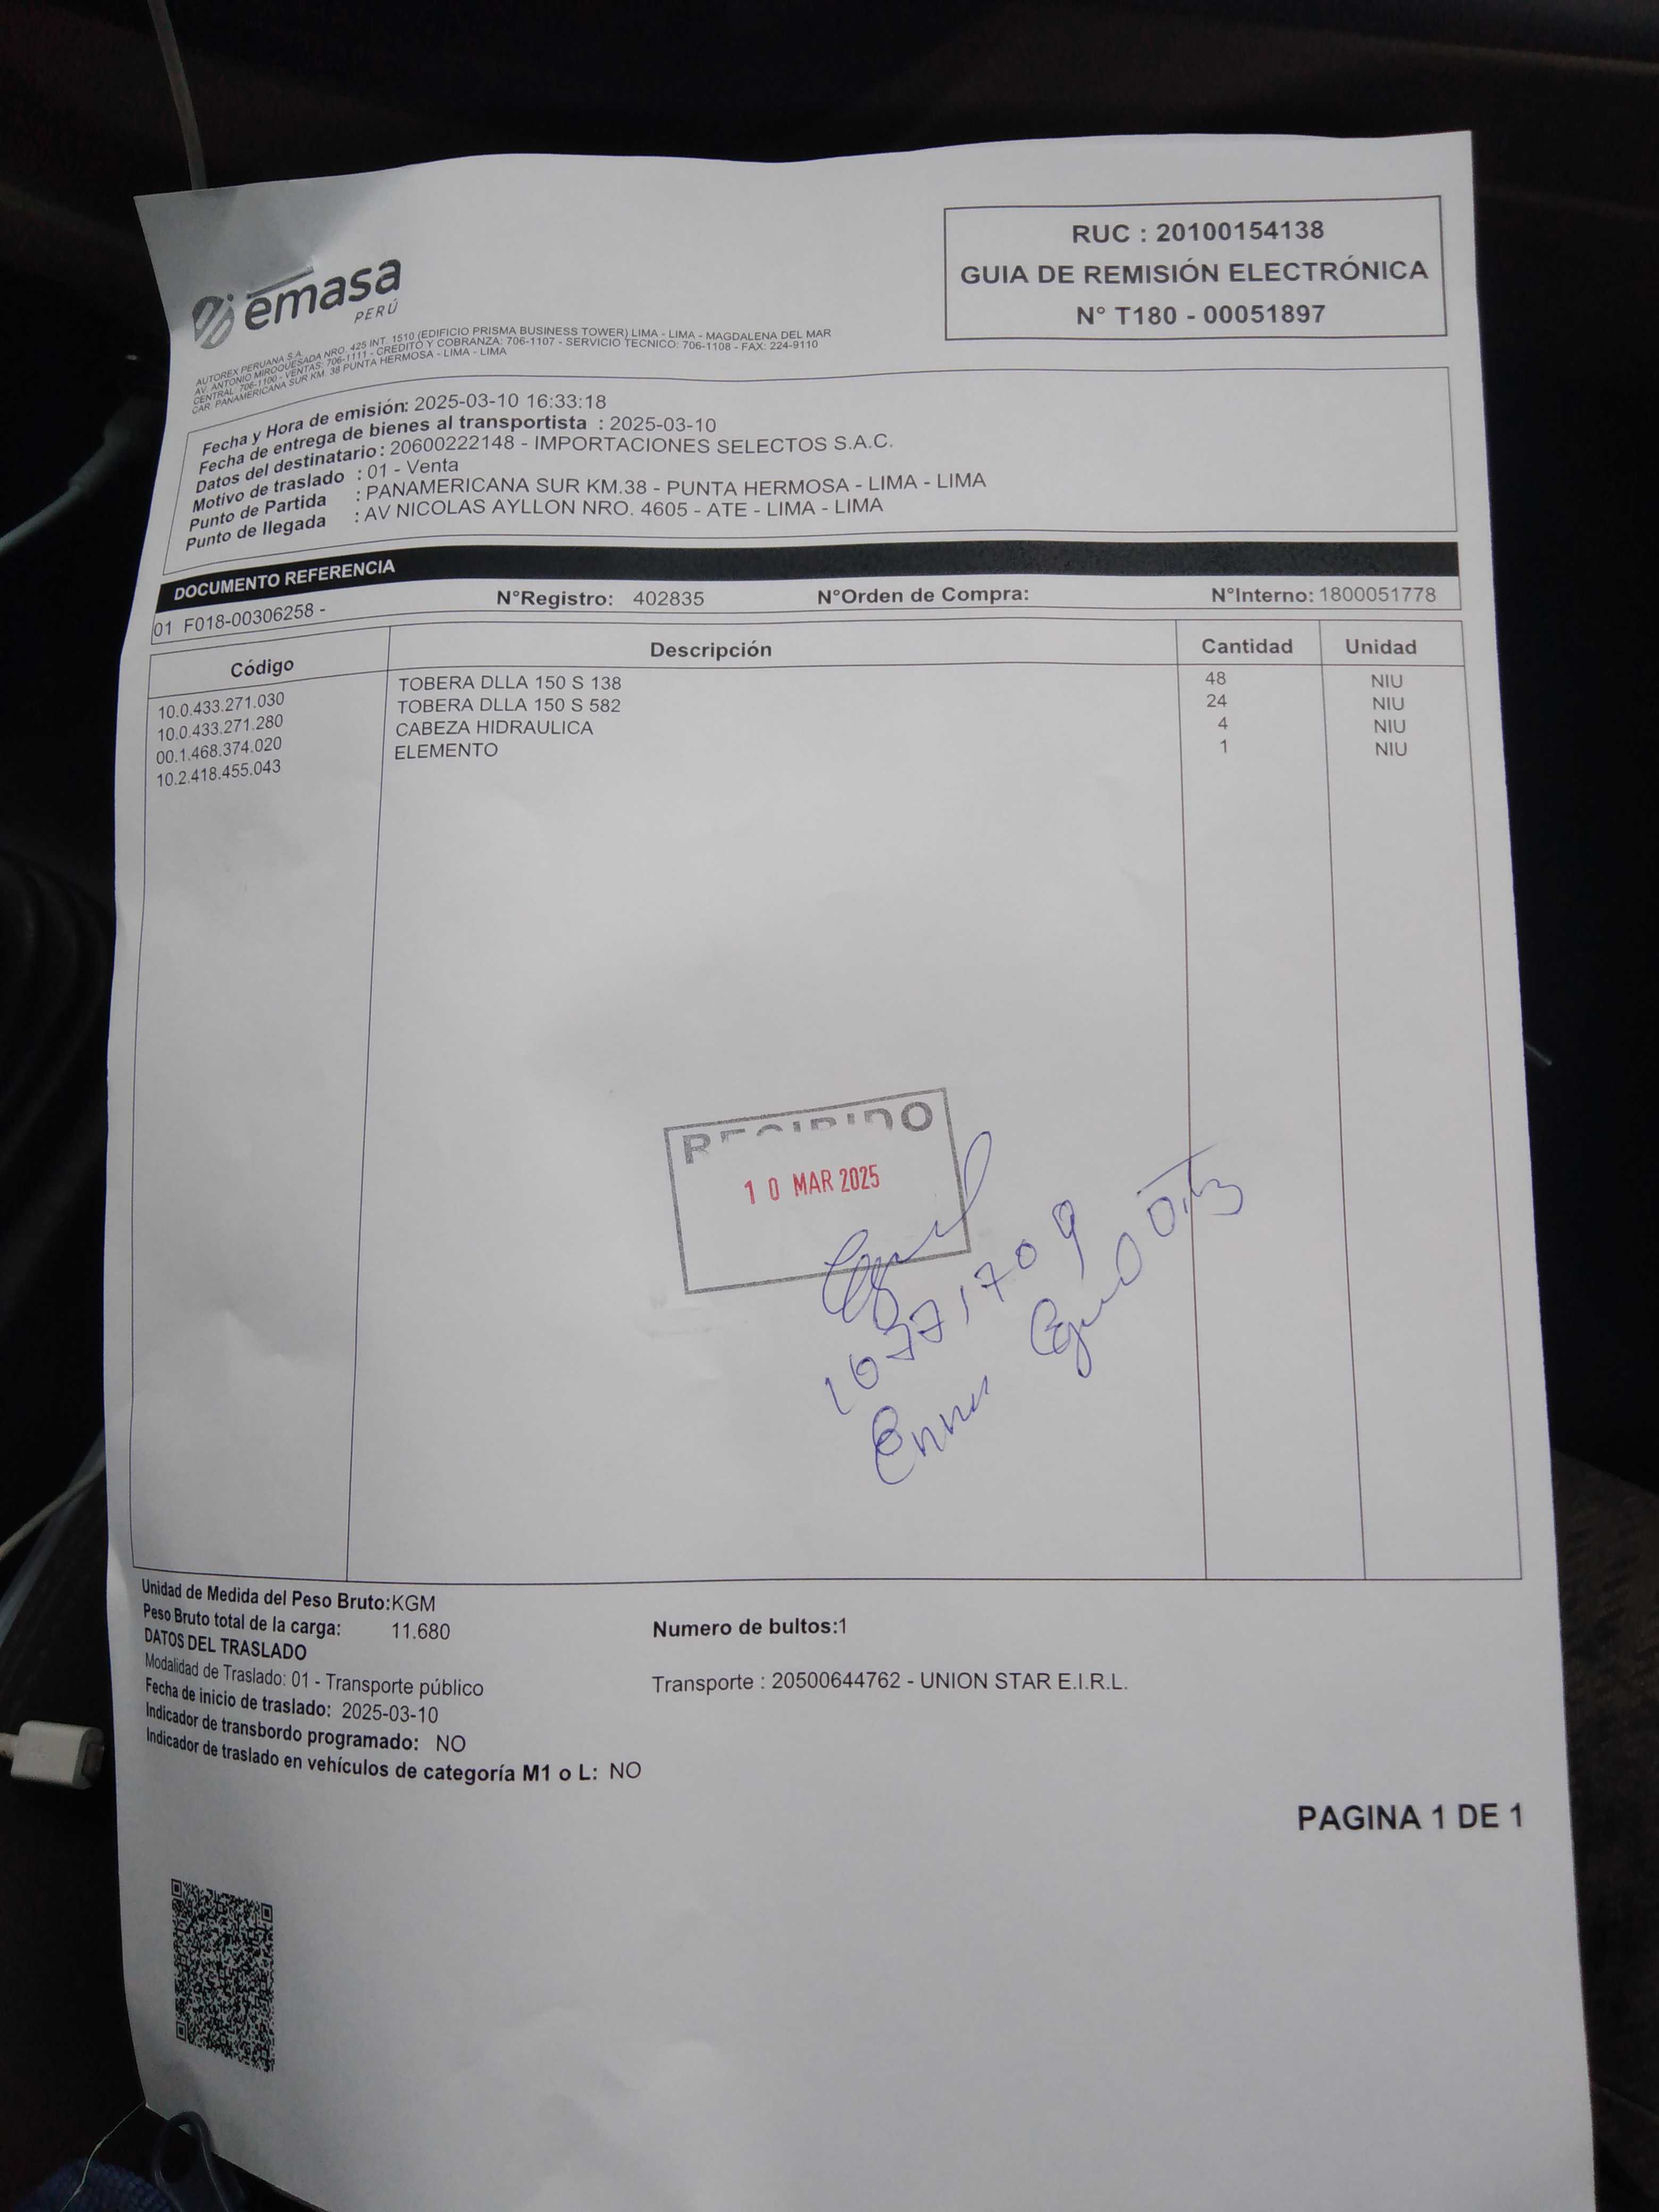 RUC : 20100154138
GUIA DE REMISIÓN ELECTRÓNICA
N° T180 - 00051897
emasa
PERÚ
AUTOREX PERUANA S.A.
AV. ANTONIO MIROQUESADA NRO. 425 INT. 1510 (EDIFICIO PRISMA BUSINESS TOWER) LIMA - LIMA - MAGDALENA DEL MAR
CENTRAL: 706-1100 - VENTAS: 706-1111 - CREDITO Y COBRANZA: 706-1107 - SERVICIO TECNICO: 706-1108 - FAX: 224-9110
CAR. PANAMERICANA SUR KM. 38 PUNTA HERMOSA - LIMA - LIMA
Fecha y Hora de emisión: 2025-03-10 16:33:18
Fecha de entrega de bienes al transportista : 2025-03-10
Datos del destinatario : 20600222148 - IMPORTACIONES SELECTOS S.A.C.
Motivo de traslado : 01 - Venta
Punto de Partida : PANAMERICANA SUR KM.38 - PUNTA HERMOSA - LIMA - LIMA
Punto de llegada : AV NICOLAS AYLLON NRO. 4605 - ATE - LIMA - LIMA
DOCUMENTO REFERENCIA
01 F018-00306258 - N°Registro: 402835 N°Orden de Compra: N°Interno: 1800051778
Código Descripción Cantidad Unidad
10.0.433.271.030 TOBERA DLLA 150 S 138 48 NIU
10.0.433.271.280 TOBERA DLLA 150 S 582 24 NIU
00.1.468.374.020 CABEZA HIDRAULICA 4 NIU
10.2.418.455.043 ELEMENTO 1 NIU
RECIBIDO
10 MAR 2025
10371709
Unidad de Medida del Peso Bruto:KGM
Peso Bruto total de la carga: 11.680 Numero de bultos:1
DATOS DEL TRASLADO
Modalidad de Traslado: 01 - Transporte público Transporte : 20500644762 - UNION STAR E.I.R.L.
Fecha de inicio de traslado: 2025-03-10
Indicador de transbordo programado: NO
Indicador de traslado en vehículos de categoría M1 o L: NO
PAGINA 1 DE 1